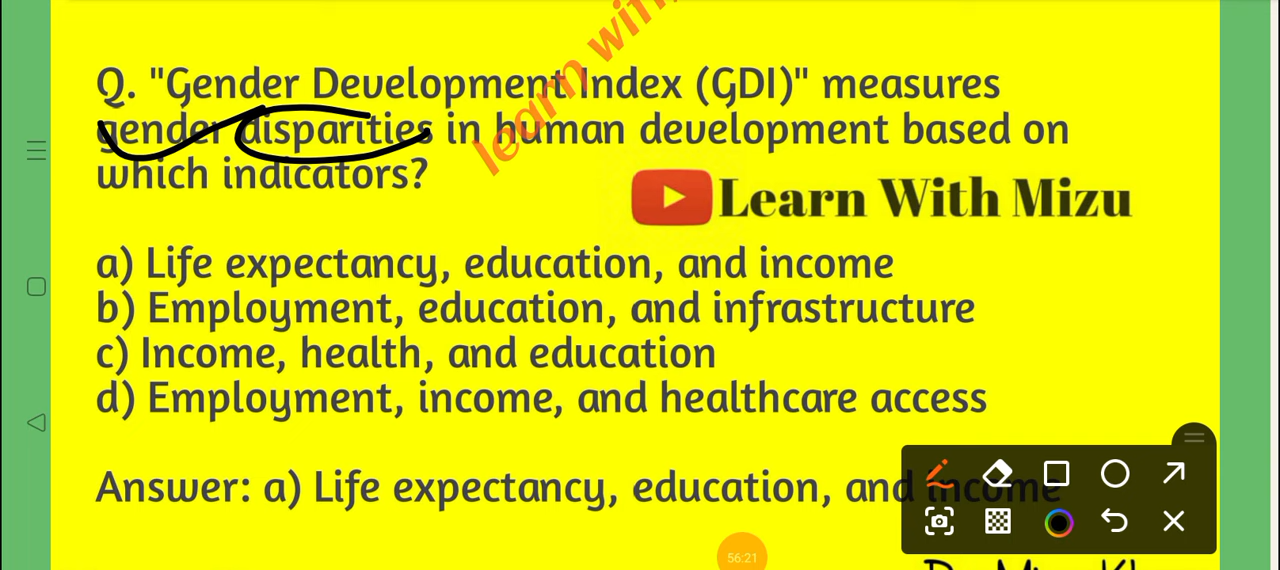 learn with
Q. "Gender Development Index (GDI)" measures
gender disparities in human development based on
which indicators?
Learn With Mizu
a) Life expectancy, education, and income
b) Employment, education, and infrastructure
c) Income, health, and education
d) Employment, income, and healthcare access
Answer: a) Life expectancy, education, and income
56:21